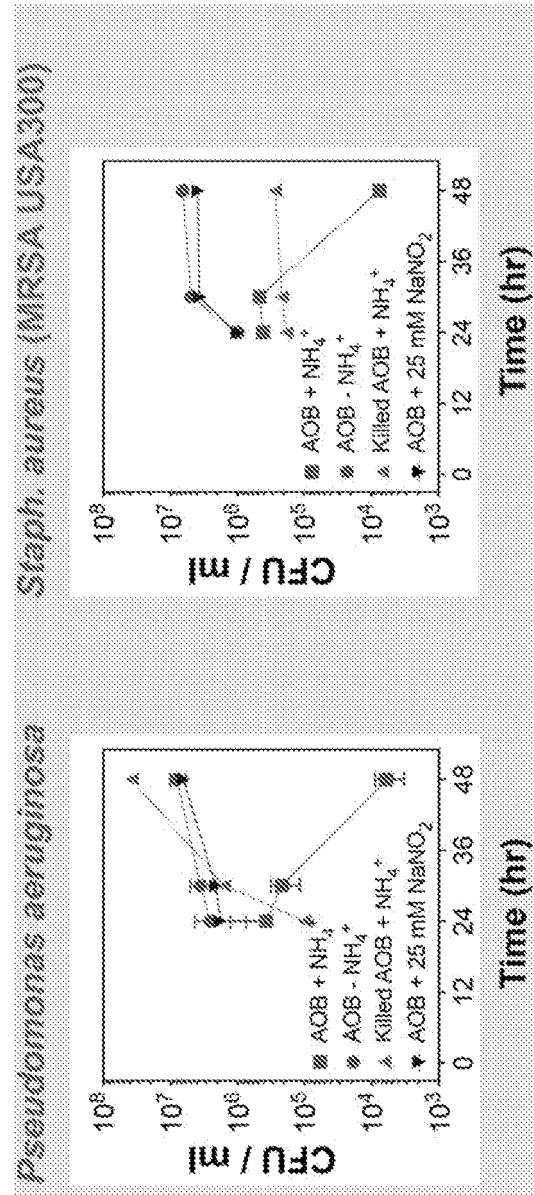 Pseudomonas aeruginosa
CFU / ml
10⁸
10⁷
10⁶
10⁵
10⁴
10³
AOB + NH₄⁺
AOB - NH₄⁺
Killed AOB + NH₄⁺
AOB + 25 mM NaNO₂
0 12 24 36 48
Time (hr)
Staph. aureus (MRSA USA300)
CFU / ml
10⁸
10⁷
10⁶
10⁵
10⁴
10³
AOB + NH₄⁺
AOB - NH₄⁺
Killed AOB + NH₄⁺
AOB + 25 mM NaNO₂
0 12 24 36 48
Time (hr)